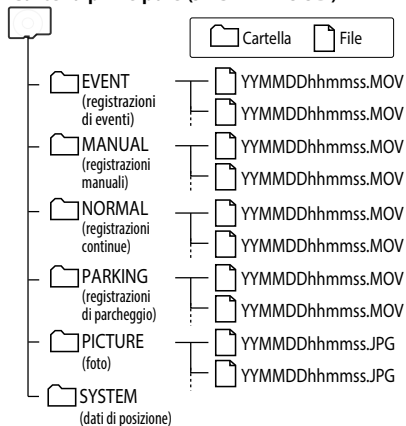 Cartella
File
EVENT
(registrazioni
di eventi)
YYMMDDhhmmss.MOV
YYMMDDhhmmss.MOV
MANUAL
(registrazioni
manuali)
YYMMDDhhmmss.MOV
YYMMDDhhmmss.MOV
NORMAL
(registrazioni
continue)
YYMMDDhhmmss.MOV
YYMMDDhhmmss.MOV
PARKING
(registrazioni
di parcheggio)
YYMMDDhhmmss.MOV
YYMMDDhhmmss.MOV
PICTURE
(foto)
YYMMDDhhmmss.JPG
YYMMDDhhmmss.JPG
SYSTEM
(dati di posizione)